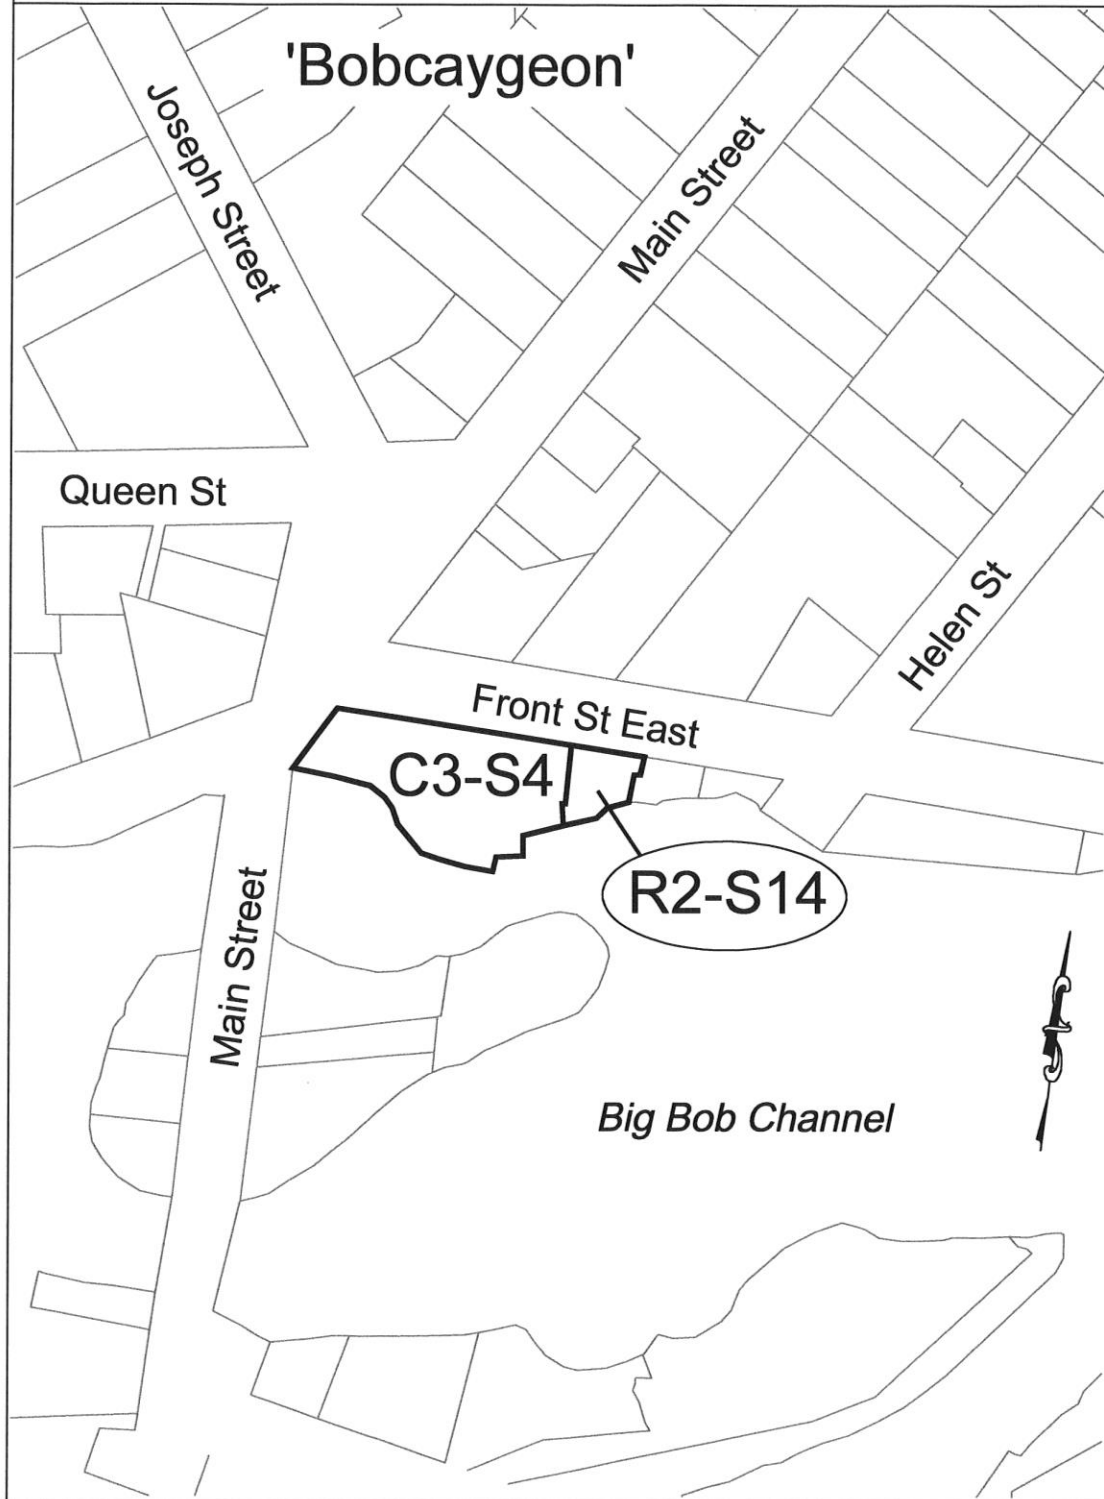 'Bobcaygeon'
Joseph Street
Main Street
Queen St
Helen St
Front St East
C3-S4
R2-S14
Main Street
Big Bob Channel